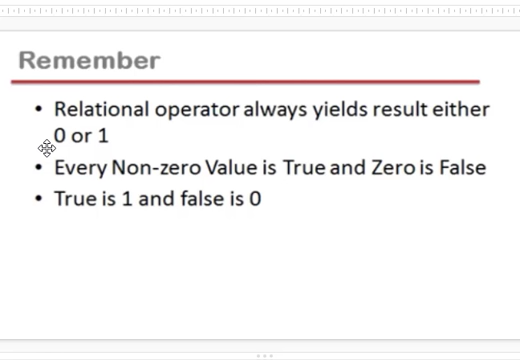 Remember
• Relational operator always yields result either
0 or 1
• Every Non-zero Value is True and Zero is False
• True is 1 and false is 0